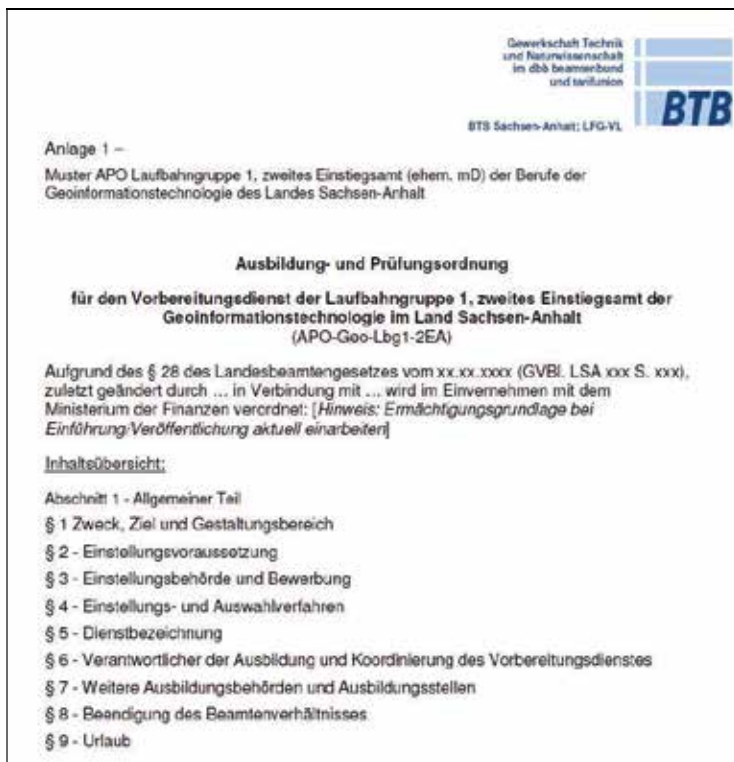 Gewerkschaft Technik
und Naturwissenschaft
im dbb beamtenbund
und tarifunion
BTB
BTB Sachsen-Anhalt; LFG-VL
Anlage 1 –
Muster APO Laufbahngruppe 1, zweites Einstiegsamt (ehem. mD) der Berufe der
Geoinformationstechnologie des Landes Sachsen-Anhalt
Ausbildung- und Prüfungsordnung
für den Vorbereitungsdienst der Laufbahngruppe 1, zweites Einstiegsamt der
Geoinformationstechnologie im Land Sachsen-Anhalt
(APO-Geo-Lbg1-2EA)
Aufgrund des § 28 des Landesbeamtengesetzes vom xx.xx.xxxx (GVBl. LSA xxx S. xxx),
zuletzt geändert durch … in Verbindung mit … wird im Einvernehmen mit dem
Ministerium der Finanzen verordnet: [Hinweis: Ermächtigungsgrundlage bei
Einführung/Veröffentlichung aktuell einarbeiten]
Inhaltsübersicht:
Abschnitt 1 - Allgemeiner Teil
§ 1 Zweck, Ziel und Gestaltungsbereich
§ 2 - Einstellungsvoraussetzung
§ 3 - Einstellungsbehörde und Bewerbung
§ 4 - Einstellungs- und Auswahlverfahren
§ 5 - Dienstbezeichnung
§ 6 - Verantwortlicher der Ausbildung und Koordinierung des Vorbereitungsdienstes
§ 7 - Weitere Ausbildungsbehörden und Ausbildungsstellen
§ 8 - Beendigung des Beamtenverhältnisses
§ 9 - Urlaub